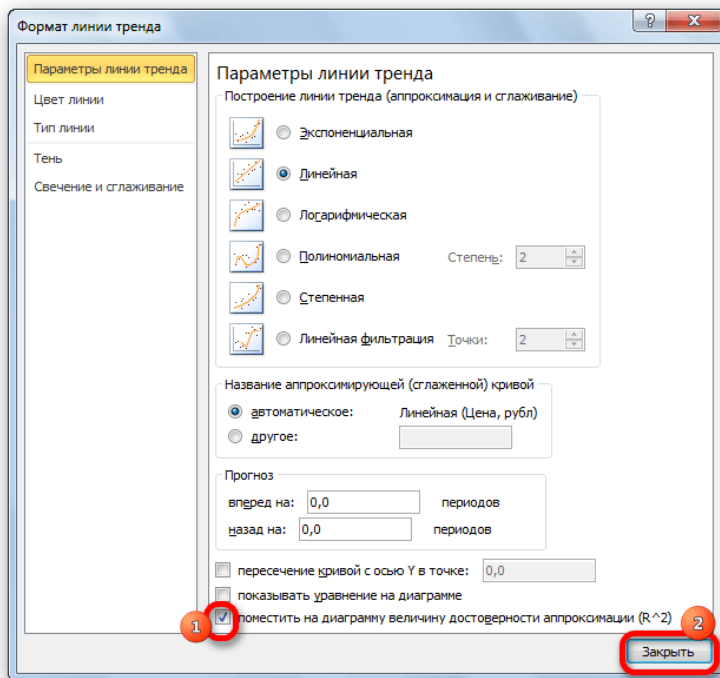 Формат линии тренда
Параметры линии тренда
Цвет линии
Тип линии
Тень
Свечение и сглаживание
Параметры линии тренда
Построение линии тренда (аппроксимация и сглаживание)
Экспоненциальная
Линейная
Логарифмическая
Полиномиальная Степень: 2
Степенная
Линейная фильтрация Точки: 2
Название аппроксимирующей (сглаженной) кривой
автоматическое: Линейная (Цена, рубл)
другое:
Прогноз
вперед на: 0,0 периодов
назад на: 0,0 периодов
пересечение кривой с осью Y в точке: 0,0
показывать уравнение на диаграмме
1 поместить на диаграмму величину достоверности аппроксимации (R^2) 2
Закрыть